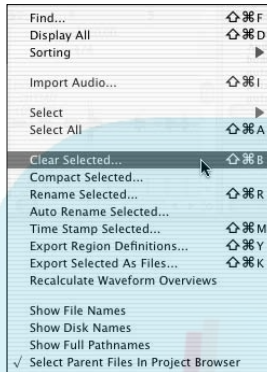 Find... ⇧⌘F
Display All ⇧⌘D
Sorting ▶
Import Audio... ⇧⌘I
Select ▶
Select All ⇧⌘A
Clear Selected... ⇧⌘B
Compact Selected...
Rename Selected... ⇧⌘R
Auto Rename Selected...
Time Stamp Selected... ⇧⌘M
Export Region Definitions... ⇧⌘Y
Export Selected As Files... ⇧⌘K
Recalculate Waveform Overviews
Show File Names
Show Disk Names
Show Full Pathnames
√ Select Parent Files In Project Browser